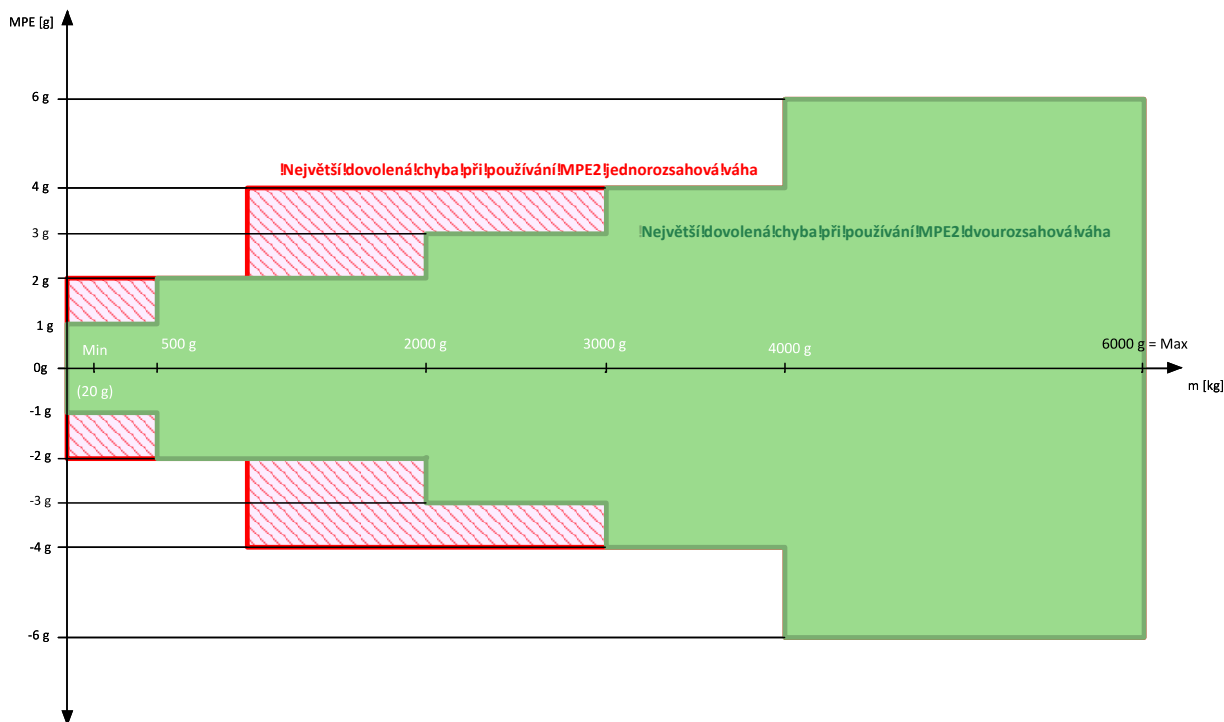 MPE [g]
6 g
!Největší!dovolená!chyba!při!používání!MPE2!jednorozsahová!váha
4 g
3 g
!Největší!dovolená!chyba!při!používání!MPE2!dvourozsahová!váha
2 g
1 g
Min
500 g
2000 g
3000 g
4000 g
6000 g = Max
0g
(20 g)
m [kg]
-1 g
-2 g
-3 g
-4 g
-6 g